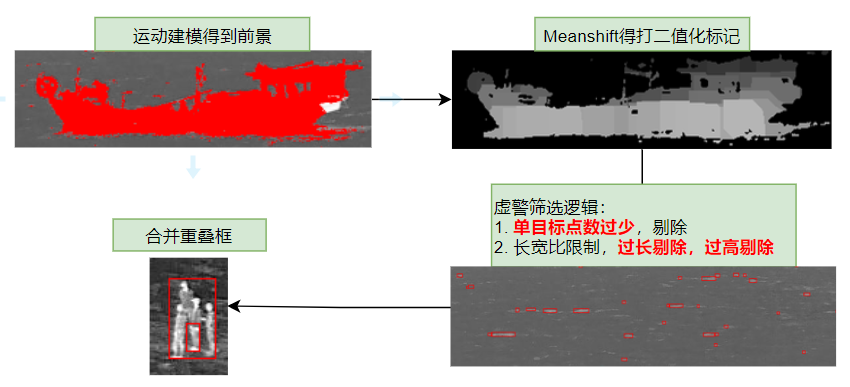 运动建模得到前景
Meanshift得打二值化标记
虚警筛选逻辑：
1. 单目标点数过少，剔除
2. 长宽比限制，过长剔除，过高剔除
合并重叠框